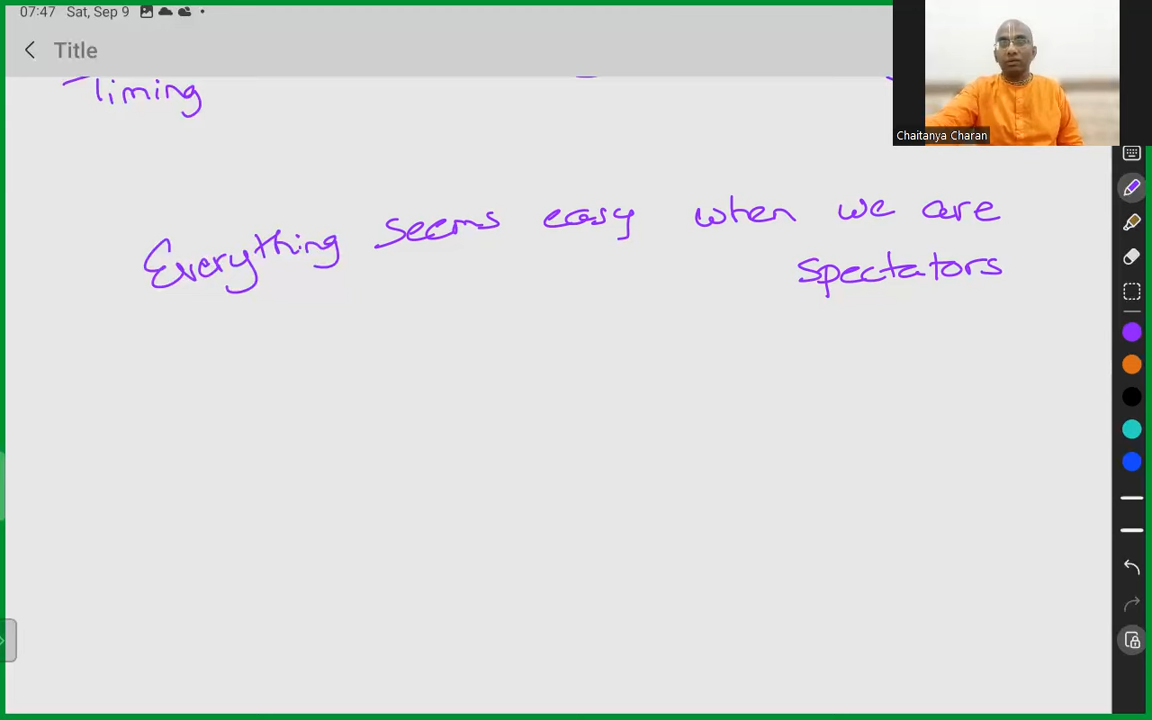 07:47 Sat, Sep 9
Title
Timing
Chaitanya Charan
Everything seems easy when we are
spectators